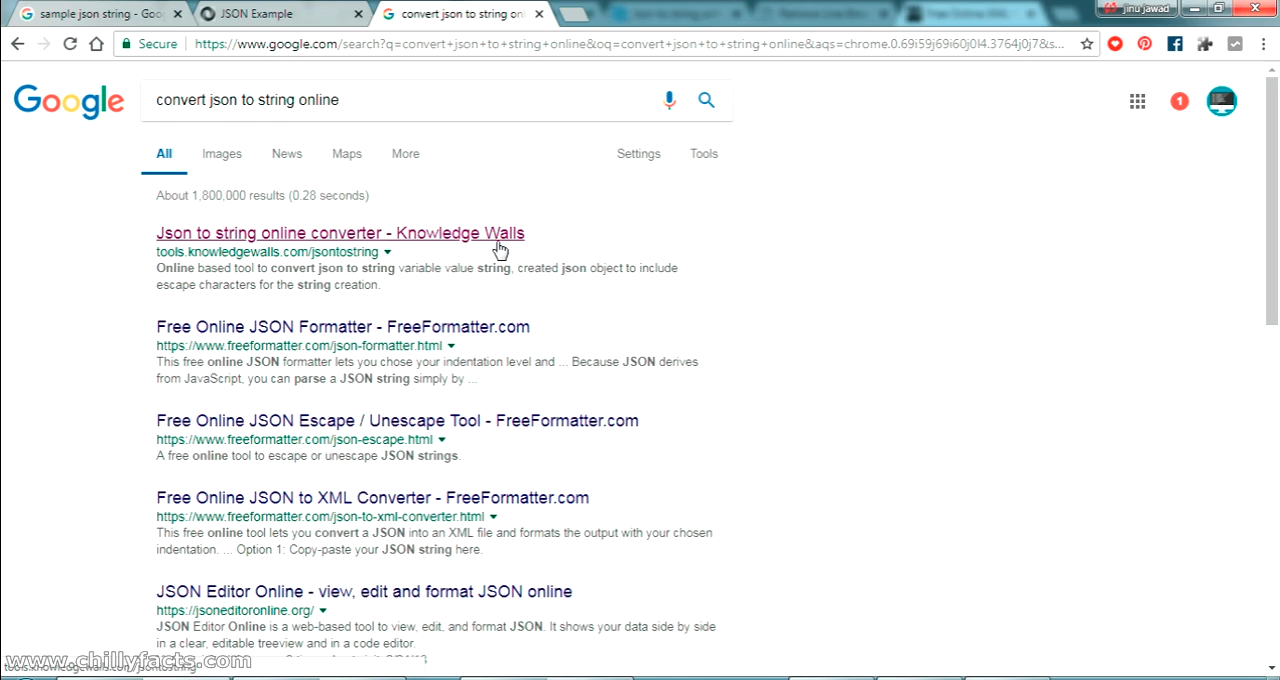 sample json string - Goo
JSON Example
convert json to string on
jinu jawad
Secure
https://www.google.com/search?q=convert+json+to+string+online&oq=convert+json+to+string+online&aqs=chrome.0.69i59j69i60j0l4.3764j0j7&s...
Google
convert json to string online
1
All Images News Maps More Settings Tools
About 1,800,000 results (0.28 seconds)
Json to string online converter - Knowledge Walls
tools.knowledgewalls.com/jsontostring
Online based tool to convert json to string variable value string, created json object to include
escape characters for the string creation.
Free Online JSON Formatter - FreeFormatter.com
https://www.freeformatter.com/json-formatter.html
This free online JSON formatter lets you chose your indentation level and ... Because JSON derives
from JavaScript, you can parse a JSON string simply by ...
Free Online JSON Escape / Unescape Tool - FreeFormatter.com
https://www.freeformatter.com/json-escape.html
A free online tool to escape or unescape JSON strings.
Free Online JSON to XML Converter - FreeFormatter.com
https://www.freeformatter.com/json-to-xml-converter.html
This free online tool lets you convert a JSON into an XML file and formats the output with your chosen
indentation. ... Option 1: Copy-paste your JSON string here.
JSON Editor Online - view, edit and format JSON online
https://jsoneditoronline.org/
JSON Editor Online is a web-based tool to view, edit, and format JSON. It shows your data side by side
in a clear, editable treeview and in a code editor.
www.chillyfacts.com
tools.knowledgewalls.com/jsontostring